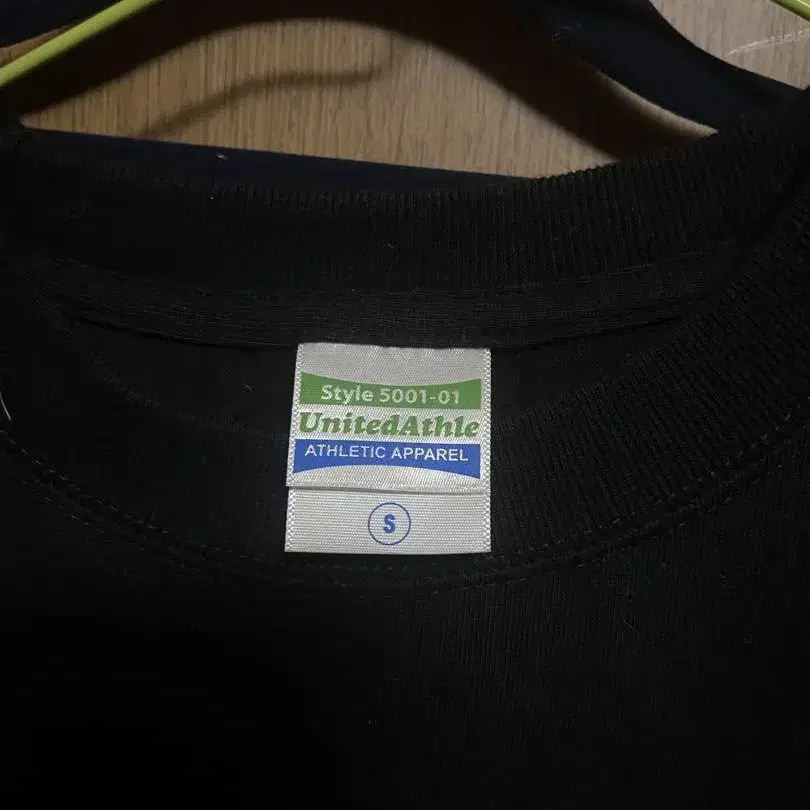 Style 5001-01
UnitedAthle
ATHLETIC APPAREL
S